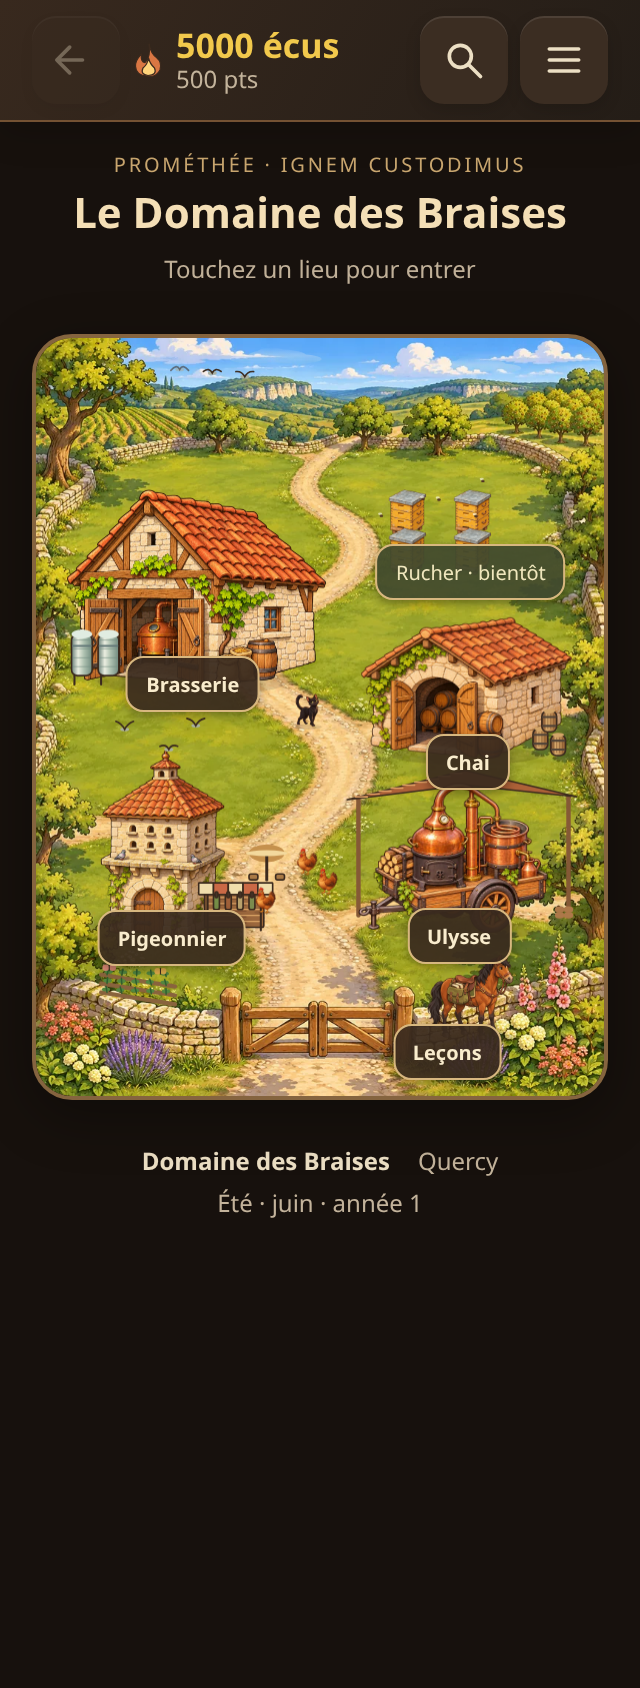 5000 écus
500 pts
PROMÉTHÉE · IGNEM CUSTODIMUS
Le Domaine des Braises
Touchez un lieu pour entrer
Rucher · bientôt
Brasserie
Chai
Pigeonnier
Ulysse
Leçons
Domaine des Braises Quercy
Été · juin · année 1